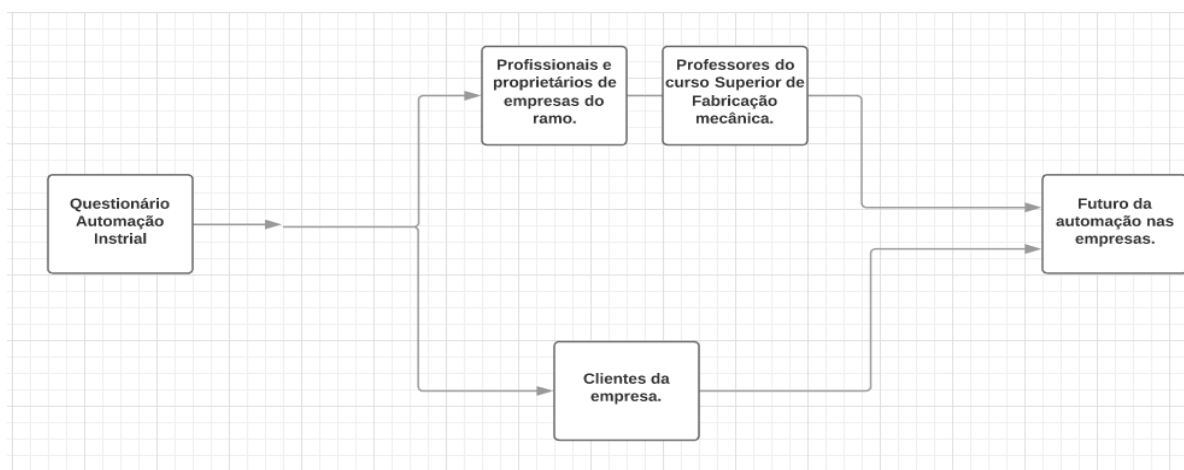 Profissionais e
proprietários de
empresas do
ramo.
Professores do
curso Superior de
Fabricação
mecânica.
Questionário
Automação
Instrial
Futuro da
automação nas
empresas.
Clientes da
empresa.